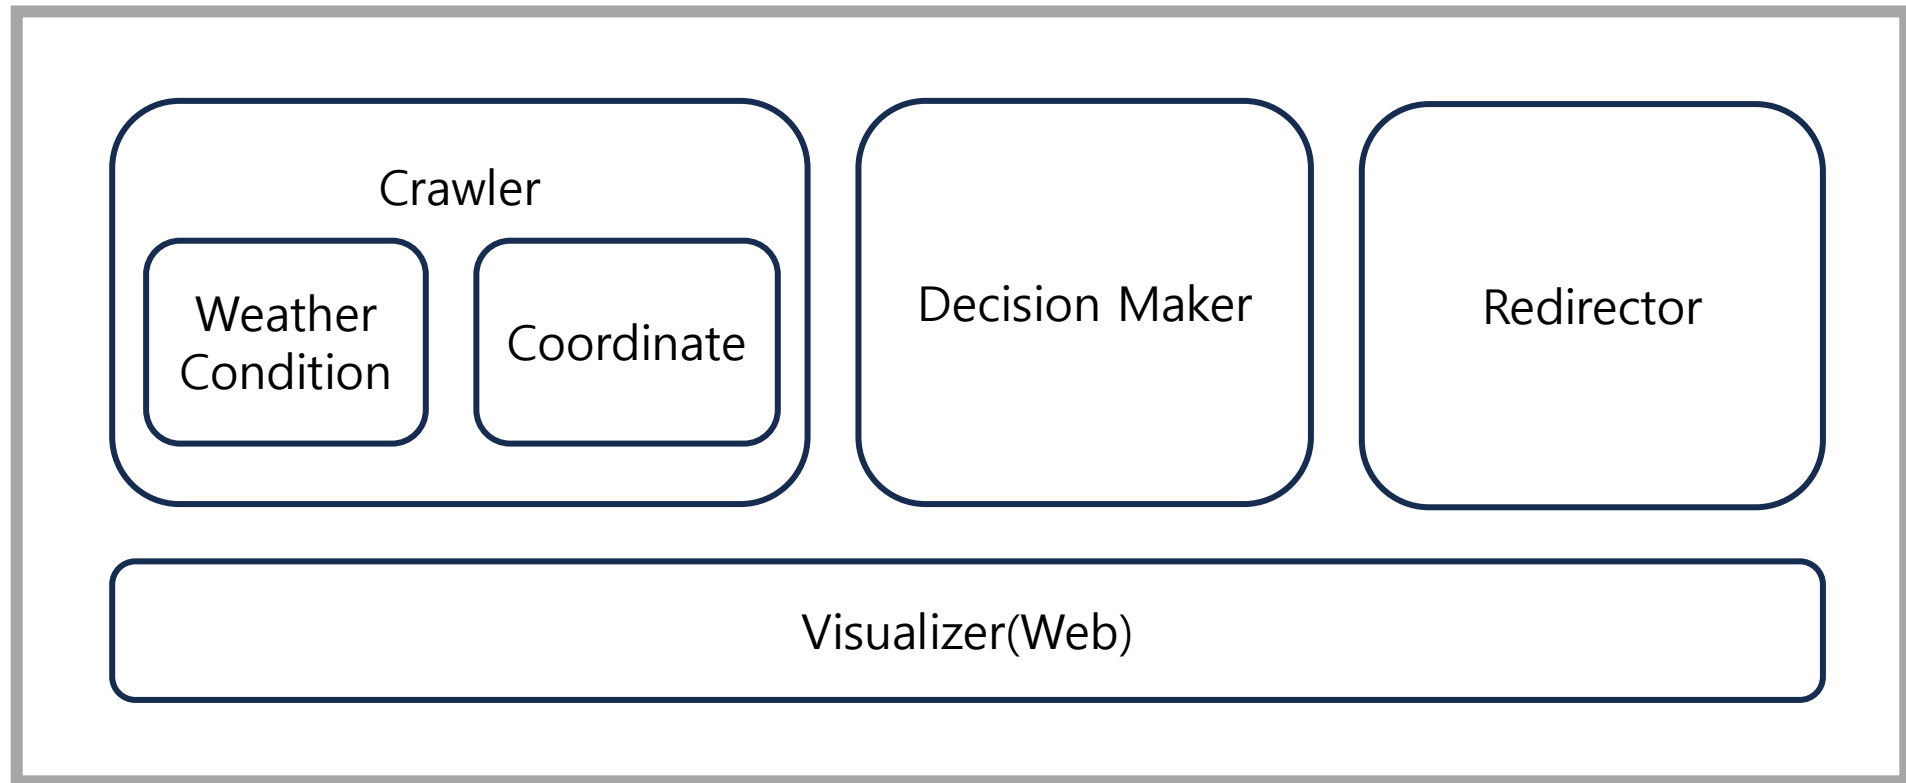 Crawler
Weather
Condition
Coordinate
Decision Maker
Redirector
Visualizer(Web)